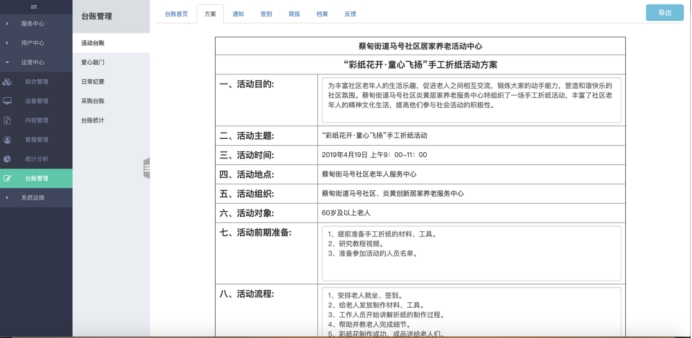 服务中心
用户中心
运营中心
综合管理
设备管理
内容管理
客服管理
统计分析
台账管理
系统运维
台账管理
活动台账
爱心敲门
日常纪要
采购台账
台账统计
台账首页 方案 通知 签到 简报 档案 反馈
导出
蔡甸街道马号社区居家养老活动中心
“彩纸花开·童心飞扬”手工折纸活动方案
一、活动目的:
为丰富社区老年人的生活乐趣，促进老人之间相互交流，锻炼大家的动手能力，营造和谐快乐的
社区氛围。蔡甸街道马号社区炎黄居家养老服务中心特组织了一场手工折纸活动，丰富了社区老
年人的精神文化生活，提高他们参与社会活动的积极性。
二、活动主题:
“彩纸花开·童心飞扬”手工折纸活动
三、活动时间:
2019年4月19日 上午9：00-11：00
四、活动地点:
蔡甸街马号社区老年人服务中心
五、活动组织:
蔡甸街道马号社区、炎黄创新居家养老服务中心
六、活动对象:
60岁及以上老人
七、活动前期准备:
1、提前准备手工折纸的材料、工具。
2、研究教程视频。
3、准备参加活动的人员名单。
八、活动流程:
1、安排老人就坐、签到。
2、给老人发放制作材料、工具。
3、工作人员开始讲解折纸的制作过程。
4、帮助并教老人完成细节。
5、彩纸花制作成功，成品送给老人们。